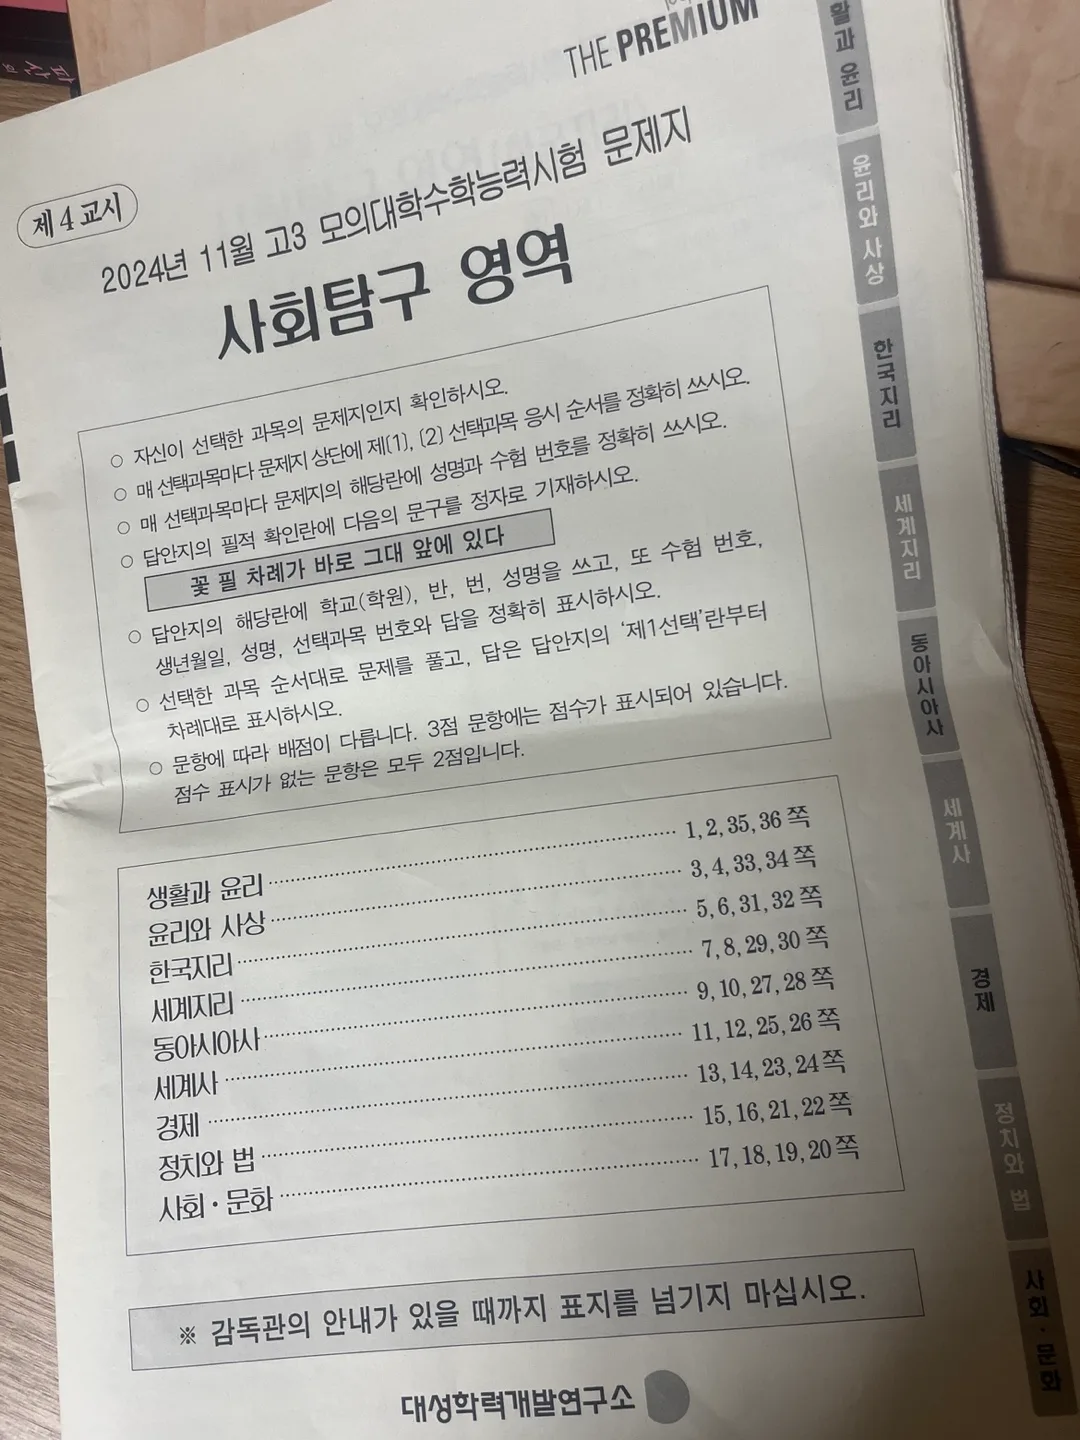 THE PREMIUM
제4교시
2024년 11월 고3 모의대학수학능력시험 문제지
사회탐구 영역
○ 자신이 선택한 과목의 문제지인지 확인하시오.
○ 매 선택과목마다 문제지 상단에 제(1), (2) 선택과목 응시 순서를 정확히 쓰시오.
○ 매 선택과목마다 문제지의 해당란에 성명과 수험 번호를 정확히 쓰시오.
○ 답안지의 필적 확인란에 다음의 문구를 정자로 기재하시오.
꽃 필 차례가 바로 그대 앞에 있다
○ 답안지의 해당란에 학교(학원), 반, 번, 성명을 쓰고, 또 수험 번호,
생년월일, 성명, 선택과목 번호와 답을 정확히 표시하시오.
○ 선택한 과목 순서대로 문제를 풀고, 답은 답안지의 '제1선택'란부터
차례대로 표시하시오.
○ 문항에 따라 배점이 다릅니다. 3점 문항에는 점수가 표시되어 있습니다.
점수 표시가 없는 문항은 모두 2점입니다.
생활과 윤리 1, 2, 35, 36 쪽
윤리와 사상 3, 4, 33, 34 쪽
한국지리 5, 6, 31, 32 쪽
세계지리 7, 8, 29, 30 쪽
동아시아사 9, 10, 27, 28 쪽
세계사 11, 12, 25, 26 쪽
경제 13, 14, 23, 24 쪽
정치와 법 15, 16, 21, 22 쪽
사회・문화 17, 18, 19, 20 쪽
※ 감독관의 안내가 있을 때까지 표지를 넘기지 마십시오.
대성학력개발연구소
활과 윤리
윤리와 사상
한국지리
세계지리
동아시아사
세계사
경제
정치와 법
사회・문화